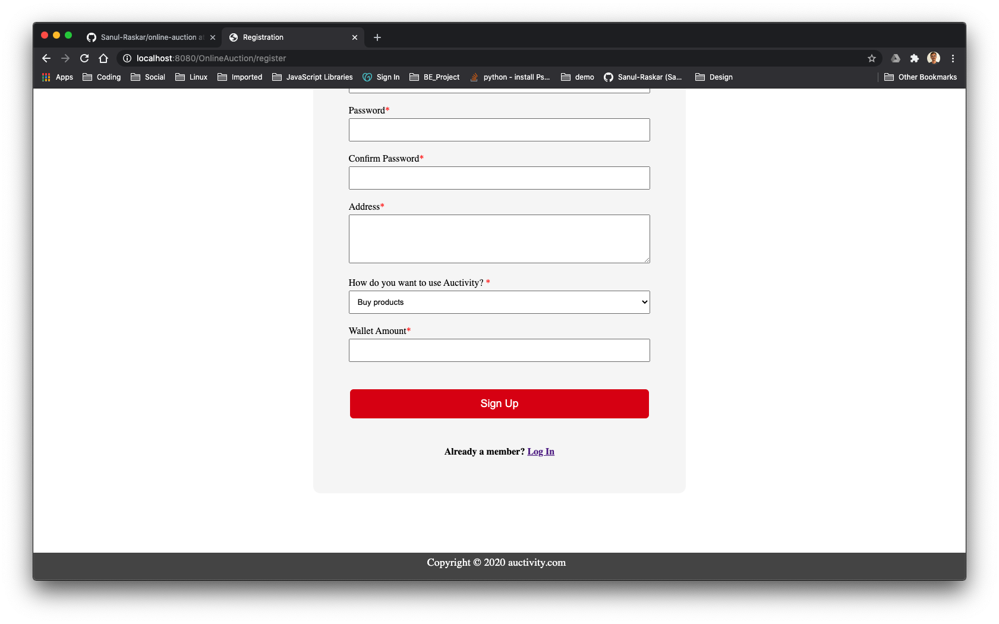 Sanul-Raskar/online-auction at
Registration
localhost:8080/OnlineAuction/register
Apps Coding Social Linux Imported JavaScript Libraries Sign In BE_Project python - install Ps... demo Sanul-Raskar (Sa... Design Other Bookmarks
Password*
Confirm Password*
Address*
How do you want to use Auctivity? *
Buy products
Wallet Amount*
Sign Up
Already a member? Log In
Copyright © 2020 auctivity.com